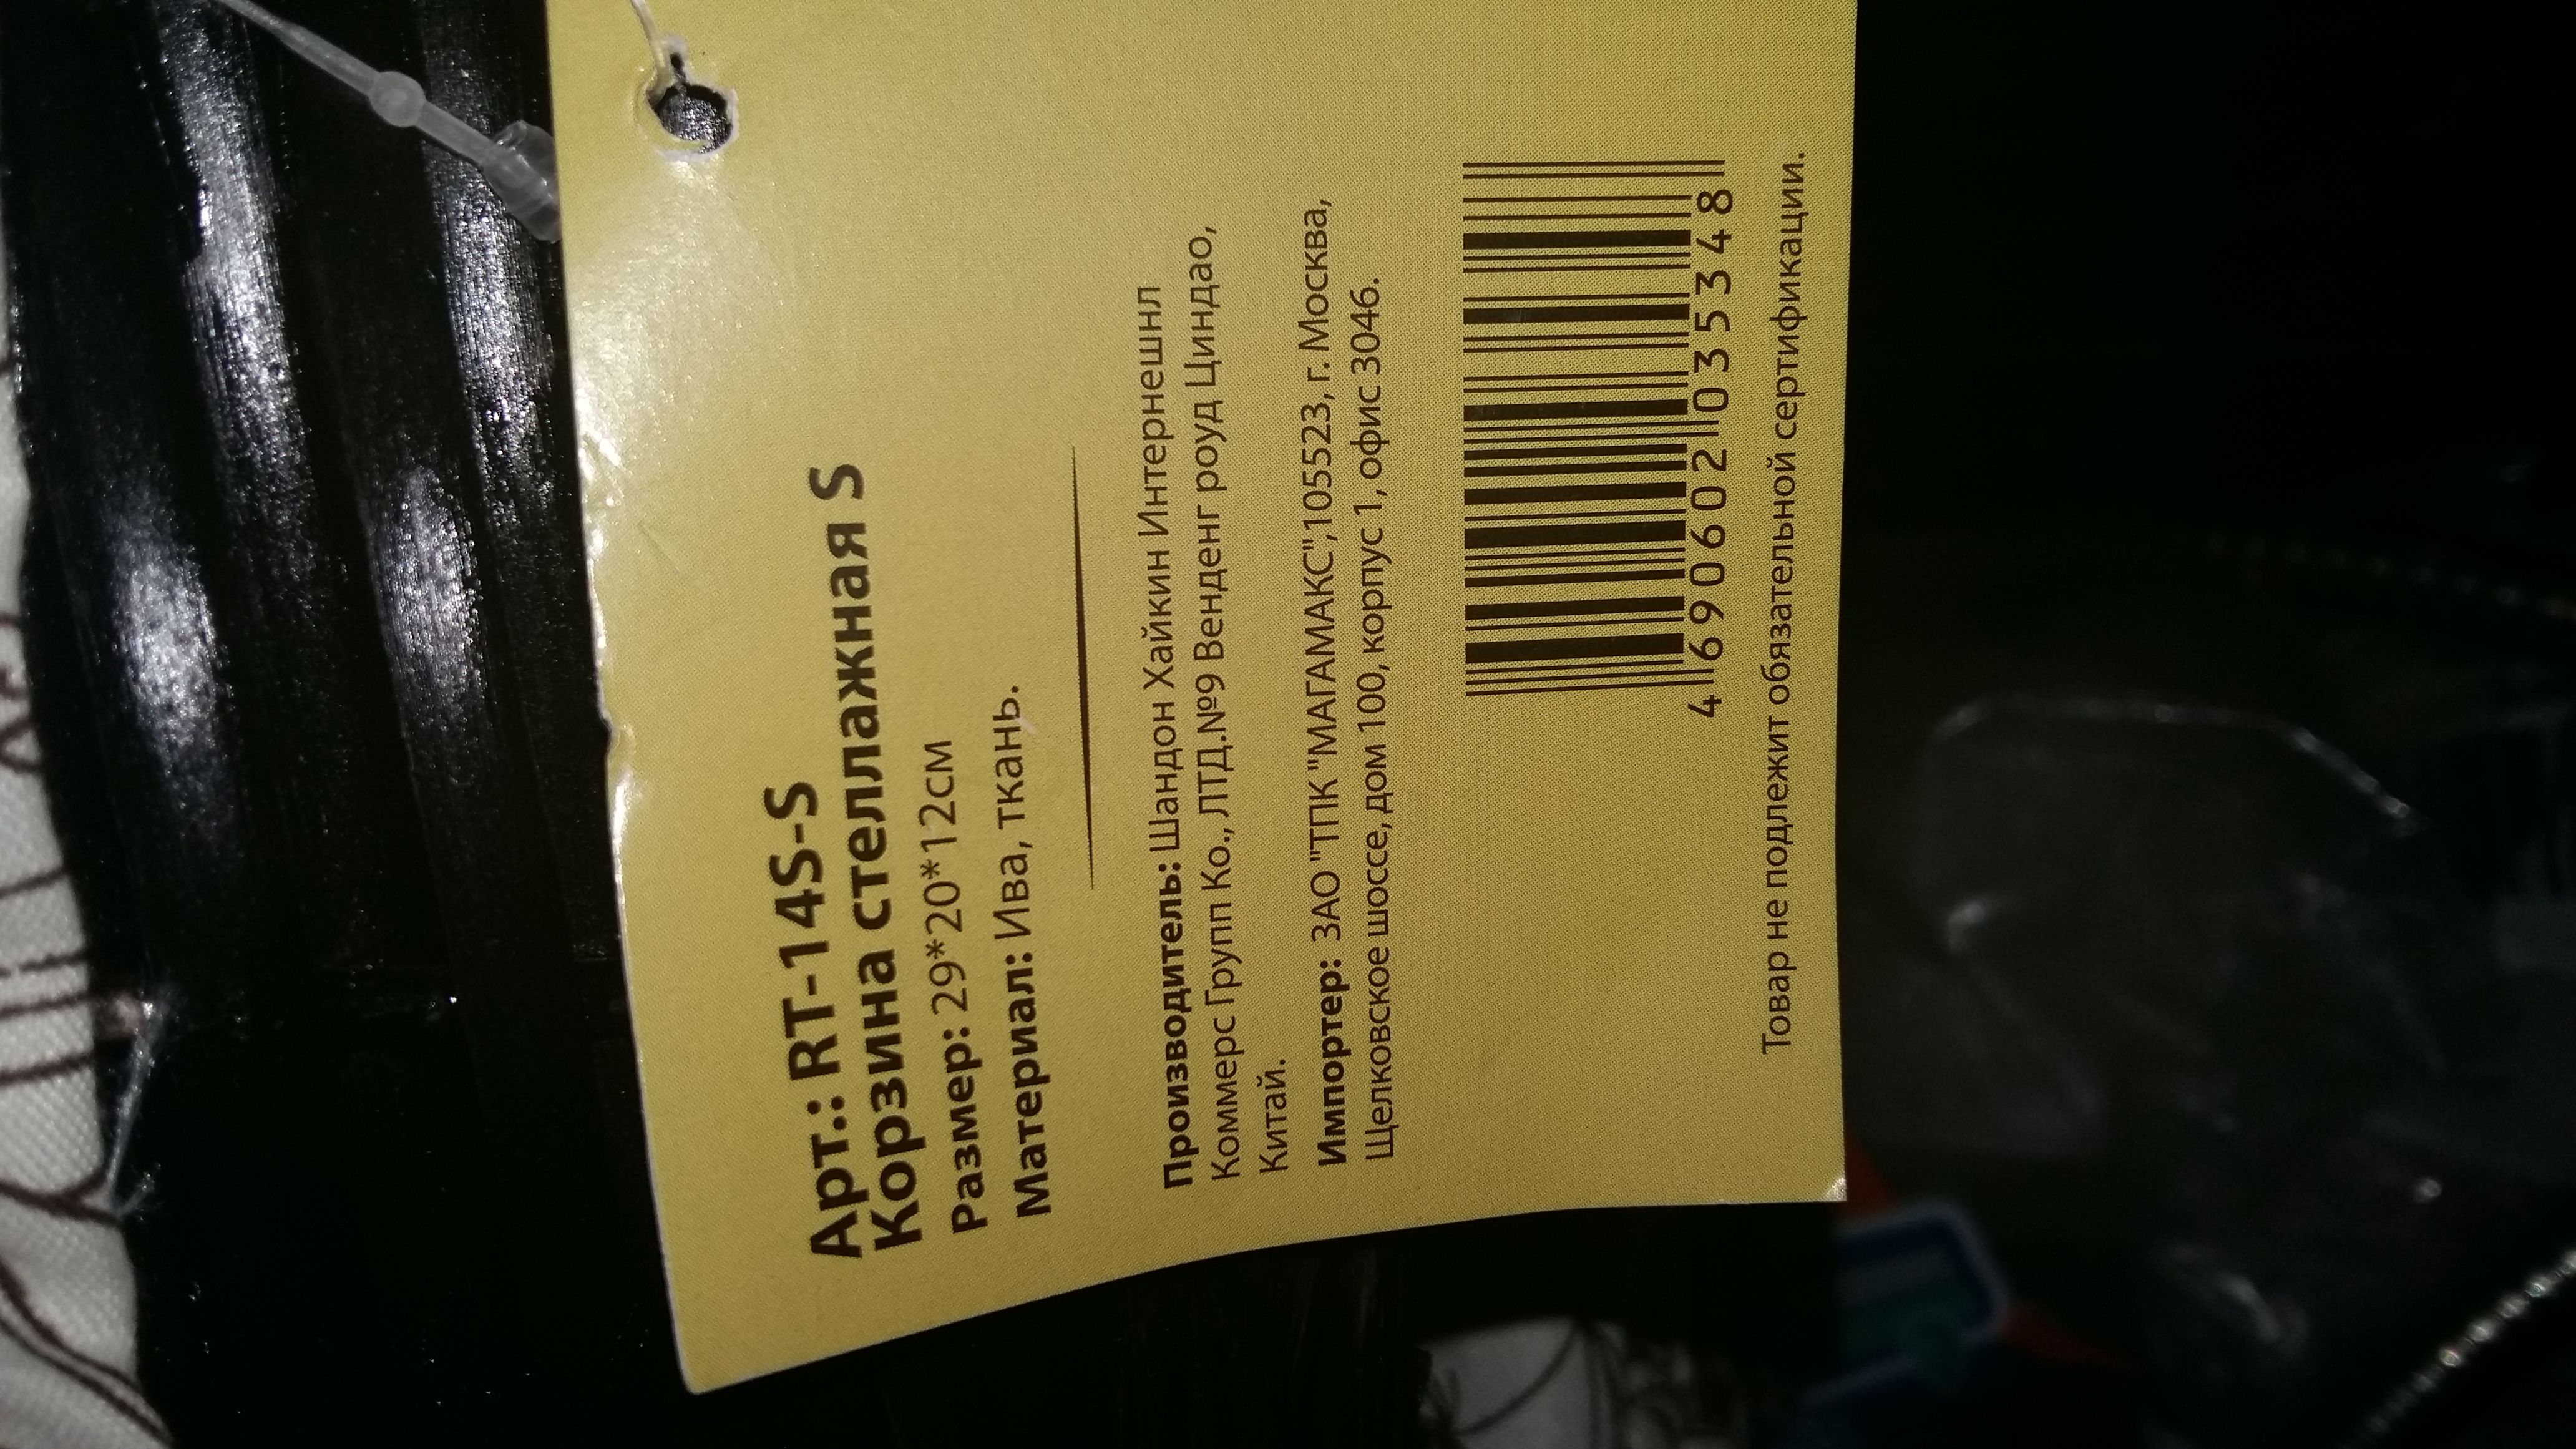 Арт.: RT-14S-S
Корзина стеллажная S
Размер: 29*20*12см
Материал: Ива, ткань.
Производитель: Шандон Хайкин Интернешнл
Коммерс Групп Ко., ЛТД.№9 Венденг роуд Циндао,
Китай.
Импортер: ЗАО "ТПК "МАГАМАКС",105523, г. Москва,
Щелковское шоссе, дом 100, корпус 1, офис 3046.
4 690602 035348
Товар не подлежит обязательной сертификации.